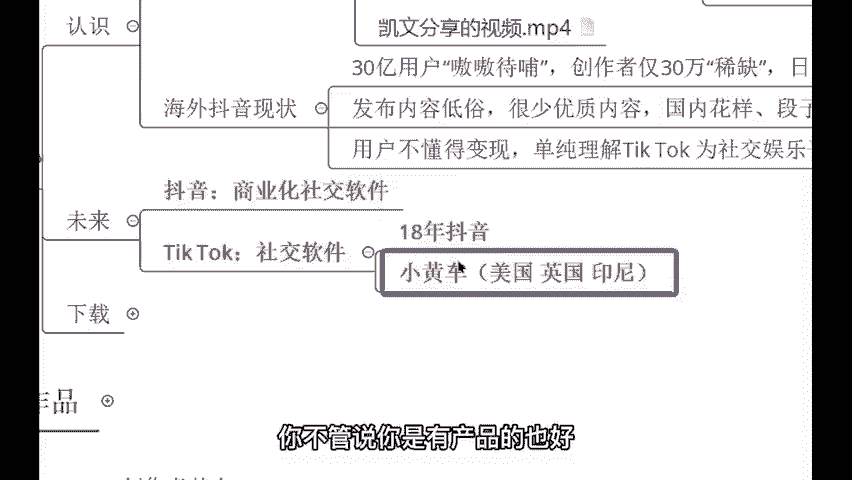 认识
凯文分享的视频.mp4
30亿用户“嗷嗷待哺”，创作者仅30万“稀缺”，日
海外抖音现状
发布内容低俗，很少优质内容，国内花样、段子
用户不懂得变现，单纯理解Tik Tok 为社交娱乐
抖音：商业化社交软件
未来
18年抖音
Tik Tok：社交软件
小黄车（美国 英国 印尼）
下载
作品
你不管说你是有产品的也好